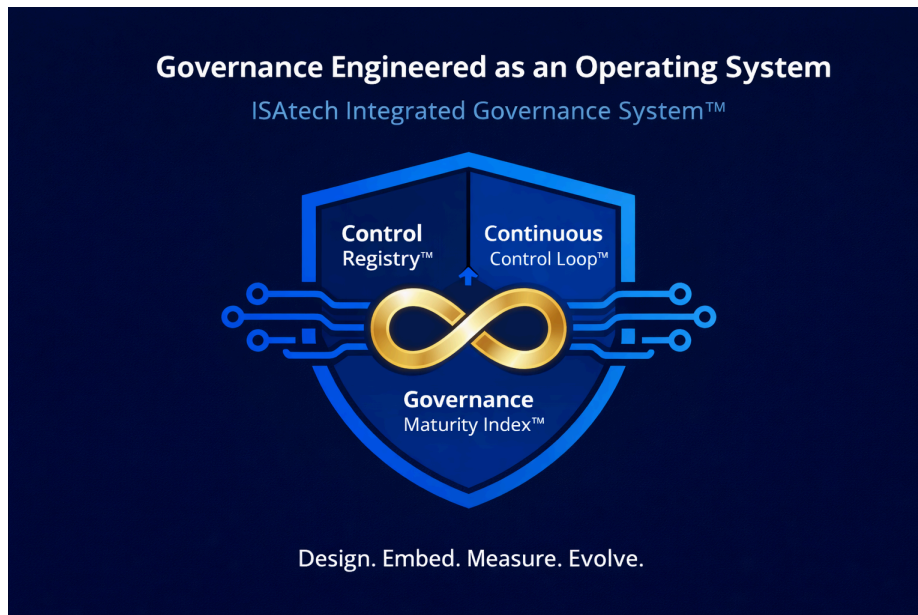 Governance Engineered as an Operating System
ISAtech Integrated Governance System™
Control
Registry™
Continuous
Control Loop™
Governance
Maturity Index™
Design. Embed. Measure. Evolve.